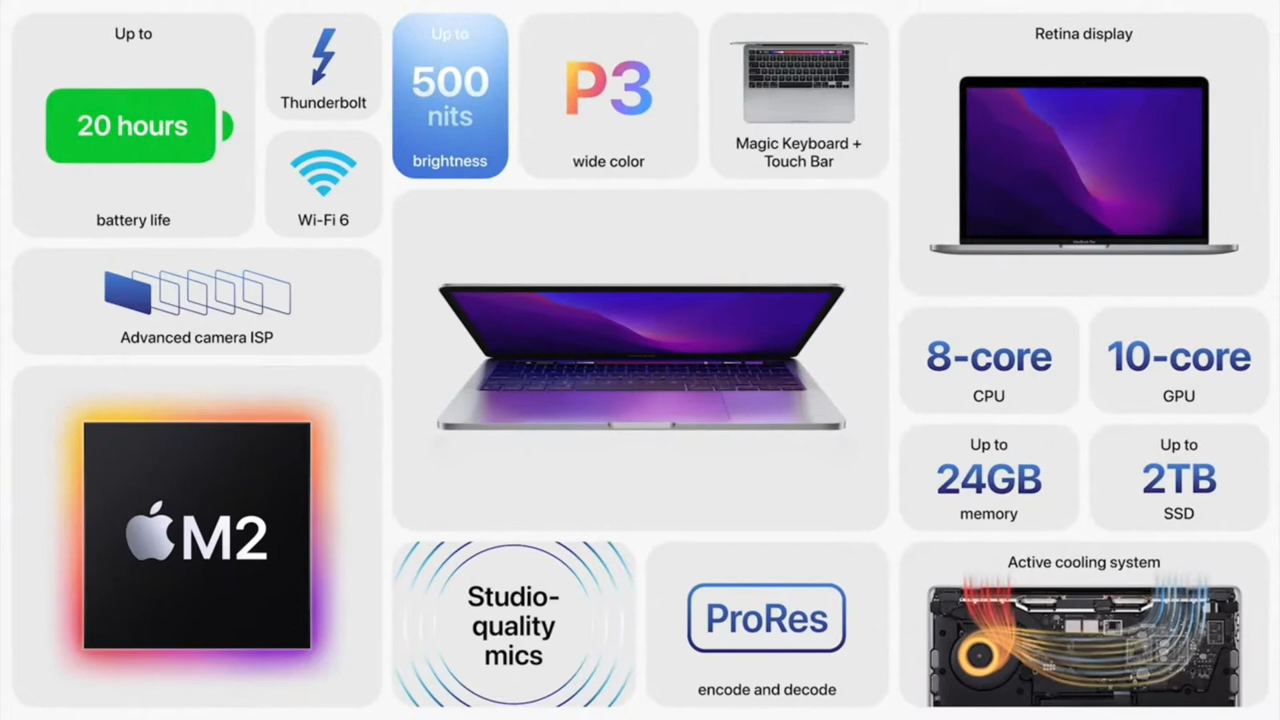 Up to
20 hours
battery life
Thunderbolt
Wi-Fi 6
Up to
500
nits
brightness
P3
wide color
Magic Keyboard +
Touch Bar
Retina display
Advanced camera ISP
M2
8-core
CPU
10-core
GPU
Up to
24GB
memory
Up to
2TB
SSD
Studio-
quality
mics
ProRes
encode and decode
Active cooling system